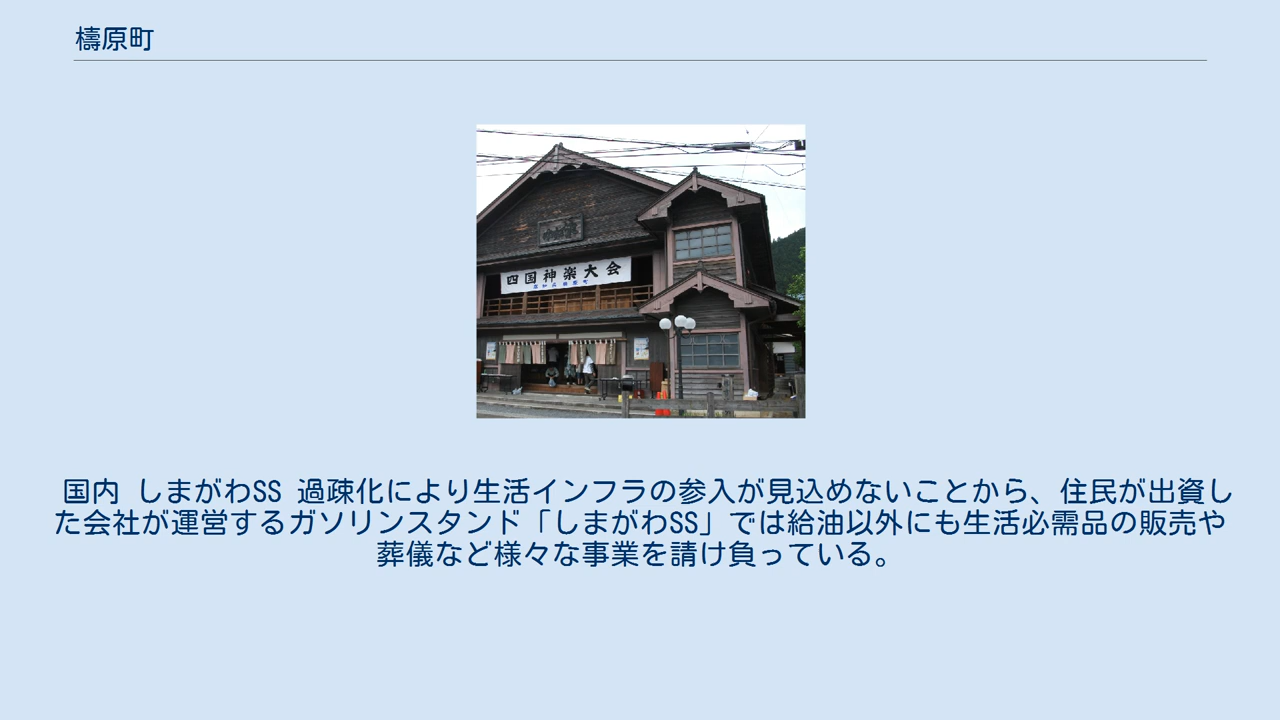 檮原町
四国神楽大会
国内 しまがわSS 過疎化により生活インフラの参入が見込めないことから、住民が出資し
た会社が運営するガソリンスタンド「しまがわSS」では給油以外にも生活必需品の販売や
葬儀など様々な事業を請け負っている。